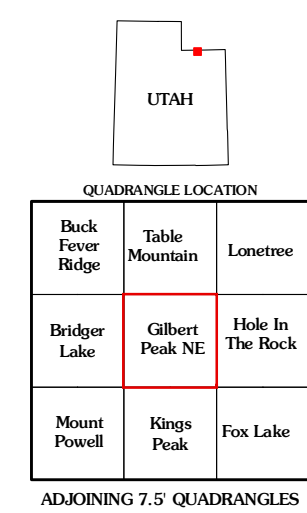 UTAH
QUADRANGLE LOCATION
Buck
Fever
Ridge
Table
Mountain
Lonetree
Bridger
Lake
Gilbert
Peak NE
Hole In
The Rock
Mount
Powell
Kings
Peak
Fox Lake
ADJOINING 7.5' QUADRANGLES